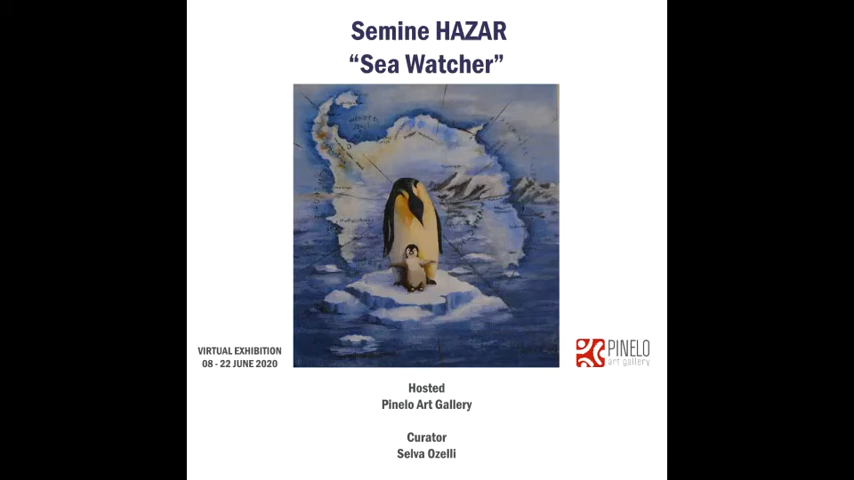 Semine HAZAR
“Sea Watcher”
VIRTUAL EXHIBITION
08 - 22 JUNE 2020
PINELO
art gallery
Hosted
Pinelo Art Gallery
Curator
Selva Ozelli